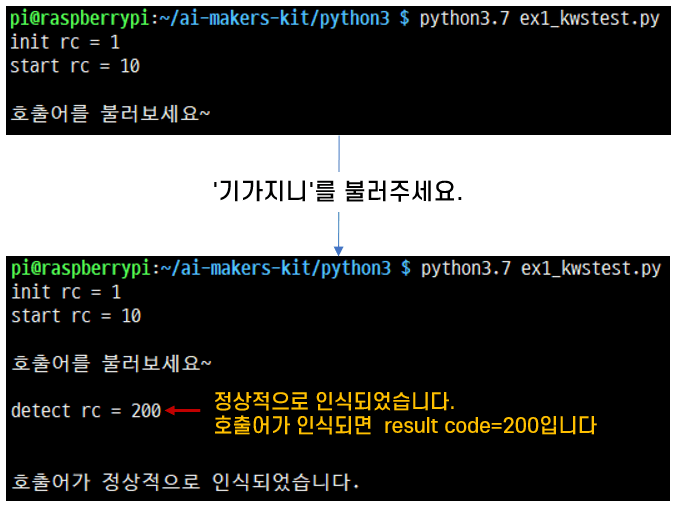 pi@raspberrypi:~/ai-makers-kit/python3 $ python3.7 ex1_kwstest.py
init rc = 1
start rc = 10
호출어를 불러보세요~
'기가지니'를 불러주세요.
pi@raspberrypi:~/ai-makers-kit/python3 $ python3.7 ex1_kwstest.py
init rc = 1
start rc = 10
호출어를 불러보세요~
detect rc = 200
정상적으로 인식되었습니다.
호출어가 인식되면 result code=200입니다
호출어가 정상적으로 인식되었습니다.